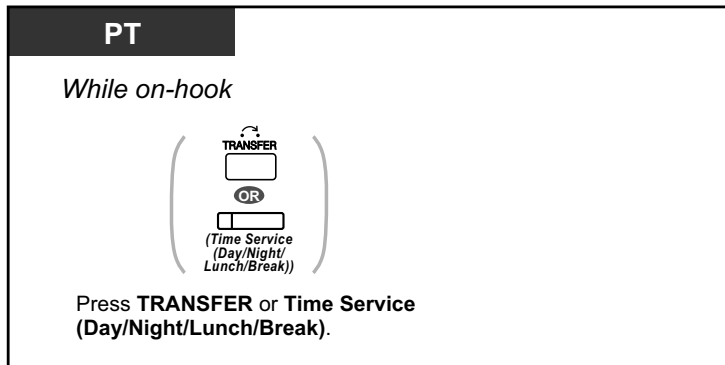 PT
While on-hook
TRANSFER
OR
(Time Service
(Day/Night/
Lunch/Break))
Press TRANSFER or Time Service
(Day/Night/Lunch/Break).